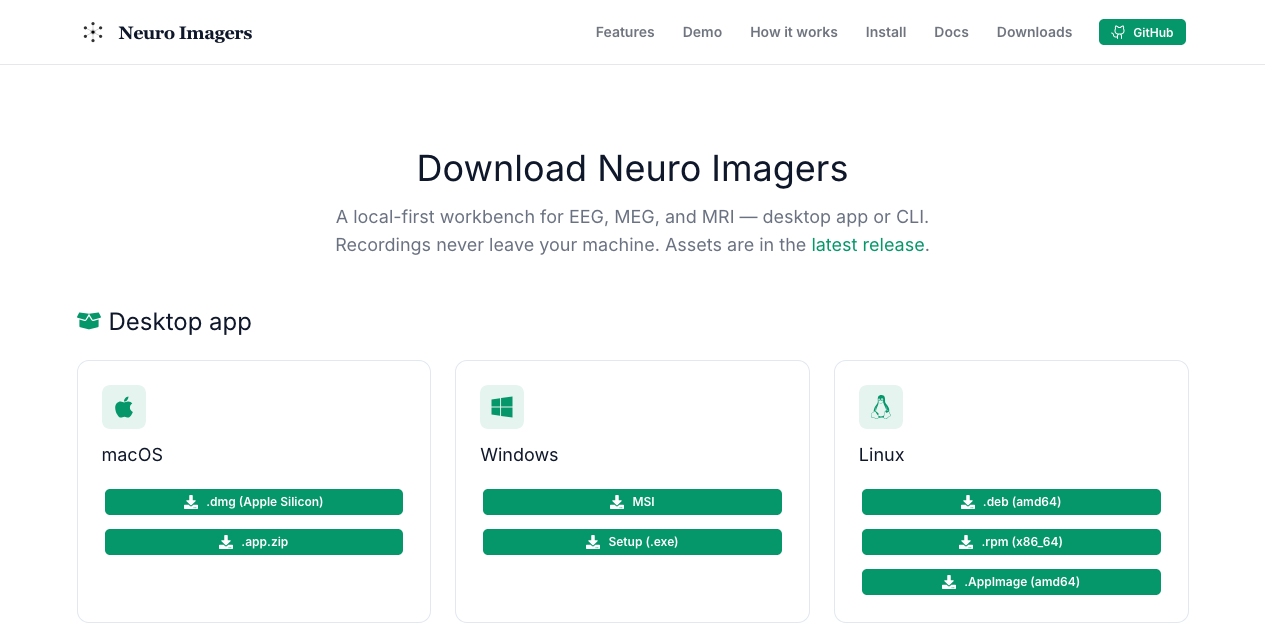 Neuro Imagers
Features
Demo
How it works
Install
Docs
Downloads
GitHub
Download Neuro Imagers
A local-first workbench for EEG, MEG, and MRI — desktop app or CLI.
Recordings never leave your machine. Assets are in the latest release.
Desktop app
macOS
.dmg (Apple Silicon)
.app.zip
Windows
MSI
Setup (.exe)
Linux
.deb (amd64)
.rpm (x86_64)
.AppImage (amd64)